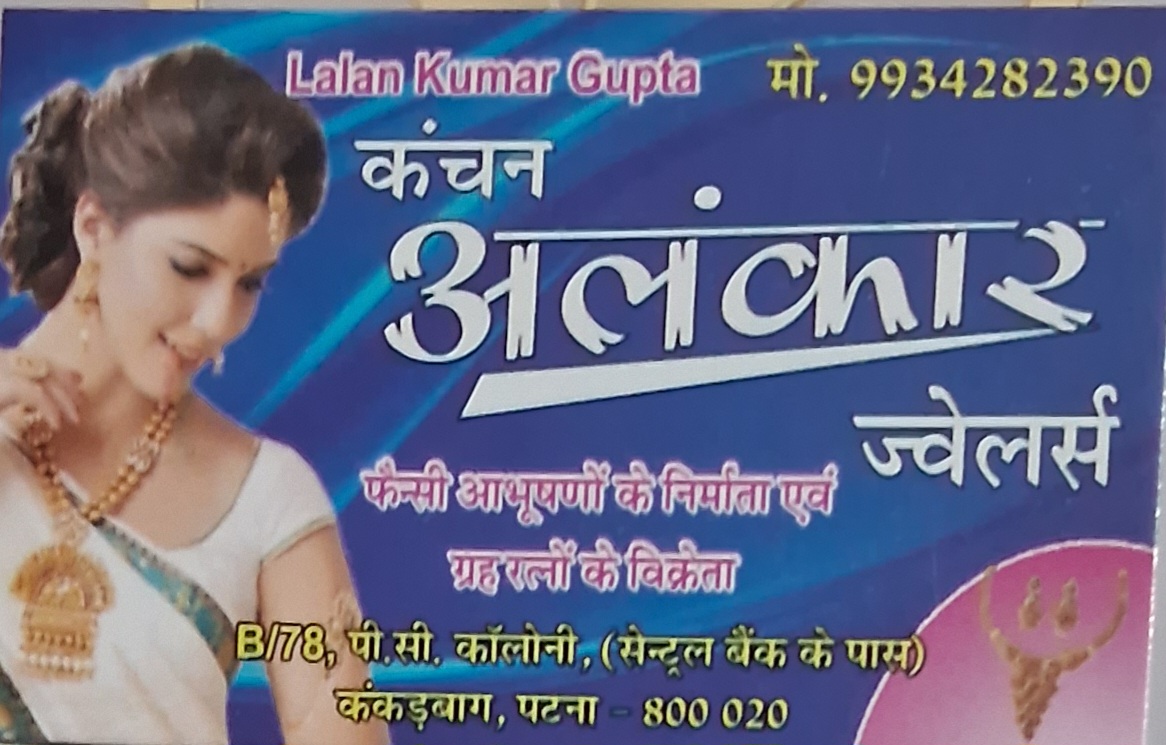 Lalan Kumar Gupta मो. 9934282390
कंचन
अलंकार
ज्वेलर्स
फैन्सी आभूषणों के निर्माता एवं
ग्रह रत्नों के विक्रेता
B/78, पी.सी. कॉलोनी, (सेन्ट्रल बैंक के पास)
कंकड़बाग, पटना - 800 020